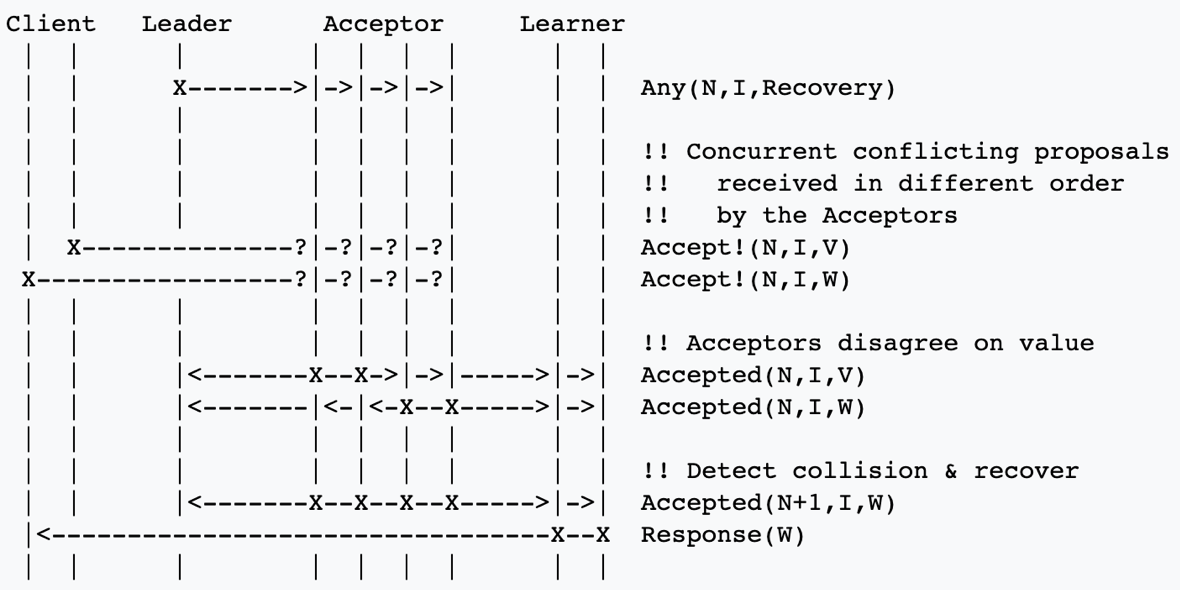 Client   Leader      Acceptor     Learner
 |  |      |        |  |  |  |      |  |
 |  |      X------->|->|->|->|      |  |  Any(N,I,Recovery)
 |  |      |        |  |  |  |      |  |
 |  |      |        |  |  |  |      |  |  !! Concurrent conflicting proposals
 |  |      |        |  |  |  |      |  |  !!   received in different order
 |  |      |        |  |  |  |      |  |  !!   by the Acceptors
 |  X--------------?|-?|-?|-?|      |  |  Accept!(N,I,V)
 X-----------------?|-?|-?|-?|      |  |  Accept!(N,I,W)
 |  |      |        |  |  |  |      |  |
 |  |      |        |  |  |  |      |  |  !! Acceptors disagree on value
 |  |      |<-------X--X->|->|----->|->|  Accepted(N,I,V)
 |  |      |<-------|<-|<-X--X----->|->|  Accepted(N,I,W)
 |  |      |        |  |  |  |      |  |
 |  |      |        |  |  |  |      |  |  !! Detect collision & recover
 |  |      |<-------X--X--X--X----->|->|  Accepted(N+1,I,W)
 |<---------------------------------X--X  Response(W)
 |  |      |        |  |  |  |      |  |